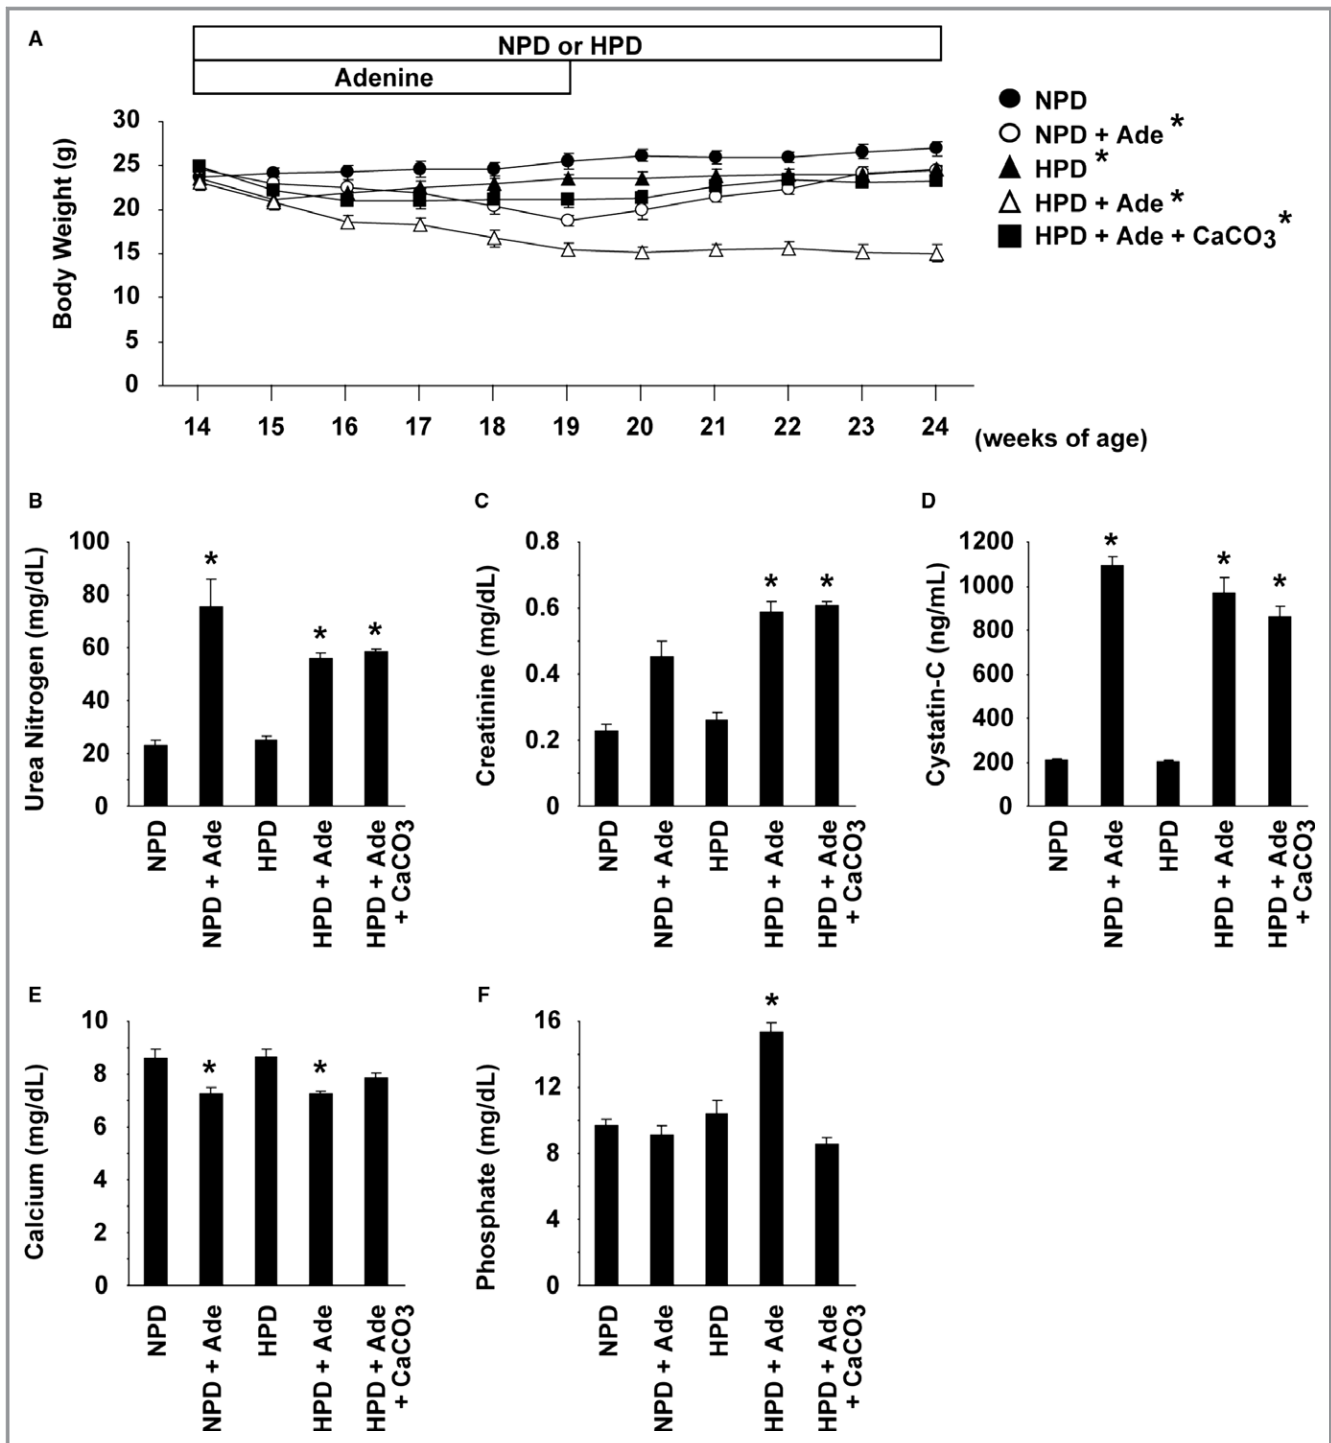 A
NPD or HPD
Adenine
30
25
20
15
10
5
0
Body Weight (g)
14 15 16 17 18 19 20 21 22 23 24
(weeks of age)
NPD
NPD + Ade *
HPD *
HPD + Ade *
HPD + Ade + CaCO3 *
B
Urea Nitrogen (mg/dL)
100
80
60
40
20
0
* * *
NPD
NPD + Ade
HPD
HPD + Ade
HPD + Ade
+ CaCO3
C
Creatinine (mg/dL)
0.8
0.6
0.4
0.2
0
* *
NPD
NPD + Ade
HPD
HPD + Ade
HPD + Ade
+ CaCO3
D
Cystatin-C (ng/mL)
1200
1000
800
600
400
200
0
* * *
NPD
NPD + Ade
HPD
HPD + Ade
HPD + Ade
+ CaCO3
E
Calcium (mg/dL)
10
8
6
4
2
0
* *
NPD
NPD + Ade
HPD
HPD + Ade
HPD + Ade
+ CaCO3
F
Phosphate (mg/dL)
16
12
8
4
0
*
NPD
NPD + Ade
HPD
HPD + Ade
HPD + Ade
+ CaCO3